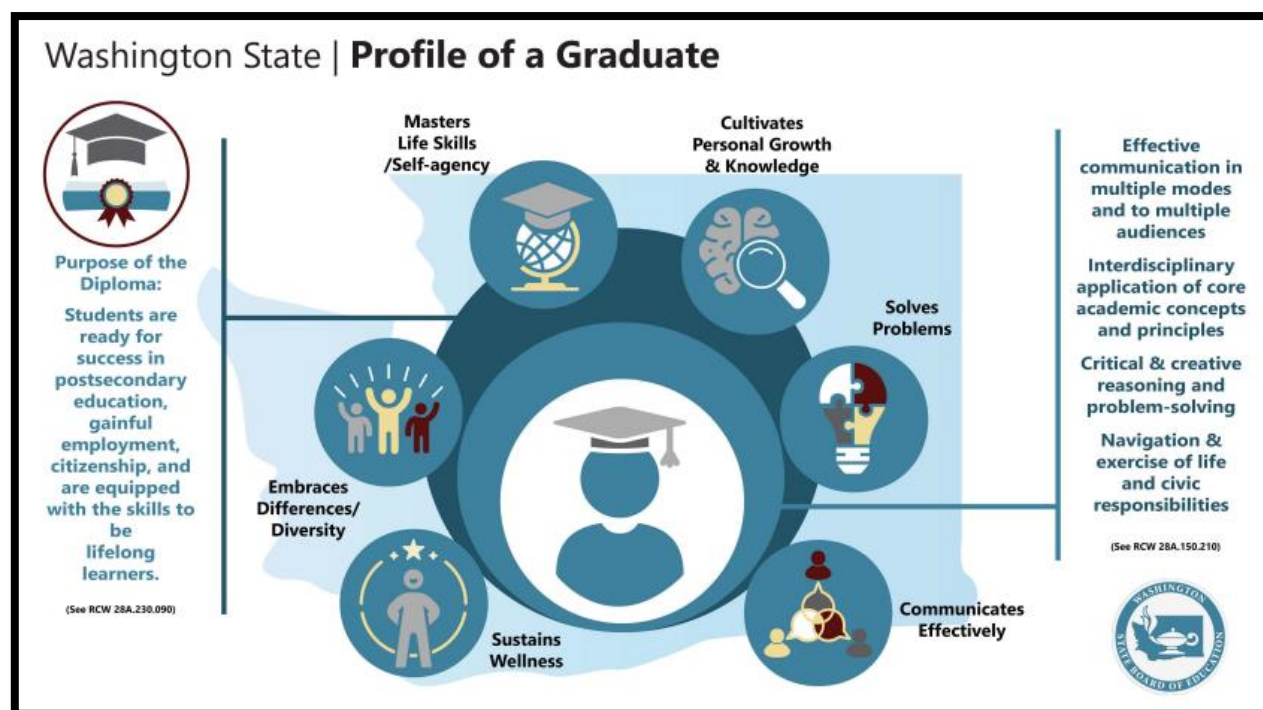 Washington State | Profile of a Graduate
Purpose of the
Diploma:
Students are
ready for
success in
postsecondary
education,
gainful
employment,
citizenship, and
are equipped
with the skills to
be
lifelong
learners.
(See RCW 28A.230.090)
Masters
Life Skills
/Self-agency
Cultivates
Personal Growth
& Knowledge
Solves
Problems
Embraces
Differences/
Diversity
Sustains
Wellness
Communicates
Effectively
Effective
communication in
multiple modes
and to multiple
audiences
Interdisciplinary
application of core
academic concepts
and principles
Critical & creative
reasoning and
problem-solving
Navigation &
exercise of life
and civic
responsibilities
(See RCW 28A.150.210)
WASHINGTON
STATE BOARD OF EDUCATION